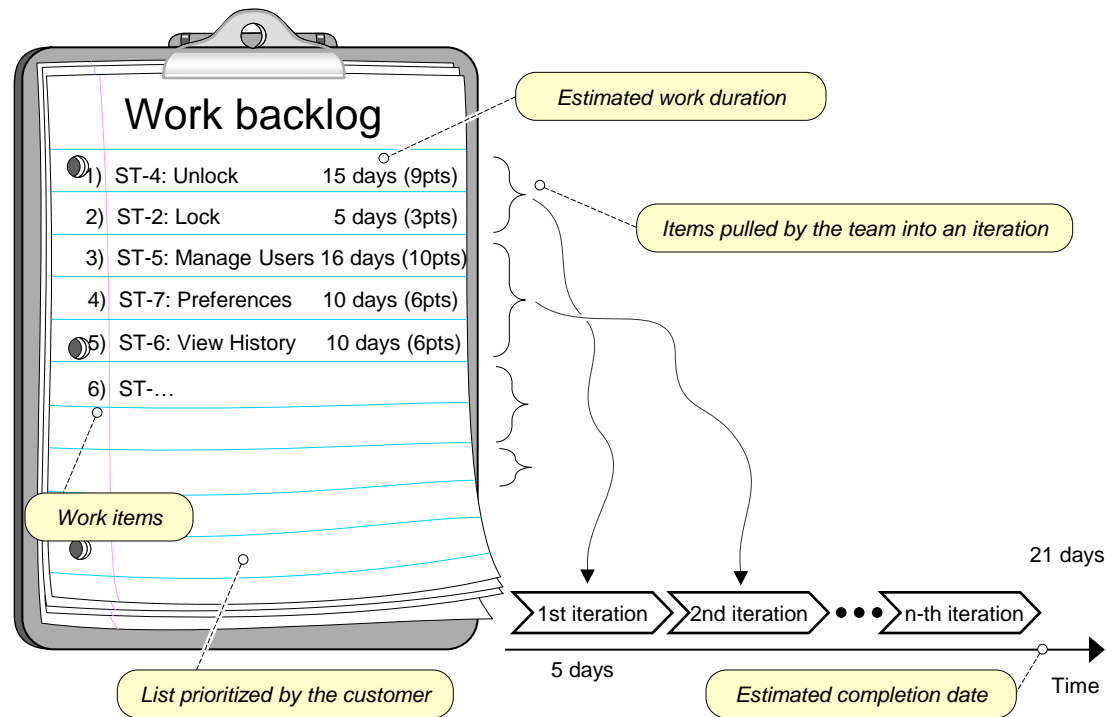 Work backlog
Estimated work duration
1) ST-4: Unlock 15 days (9pts)
2) ST-2: Lock 5 days (3pts)
Items pulled by the team into an iteration
3) ST-5: Manage Users 16 days (10pts)
4) ST-7: Preferences 10 days (6pts)
5) ST-6: View History 10 days (6pts)
6) ST-…
Work items
21 days
1st iteration
2nd iteration
n-th iteration
5 days
List prioritized by the customer
Estimated completion date
Time